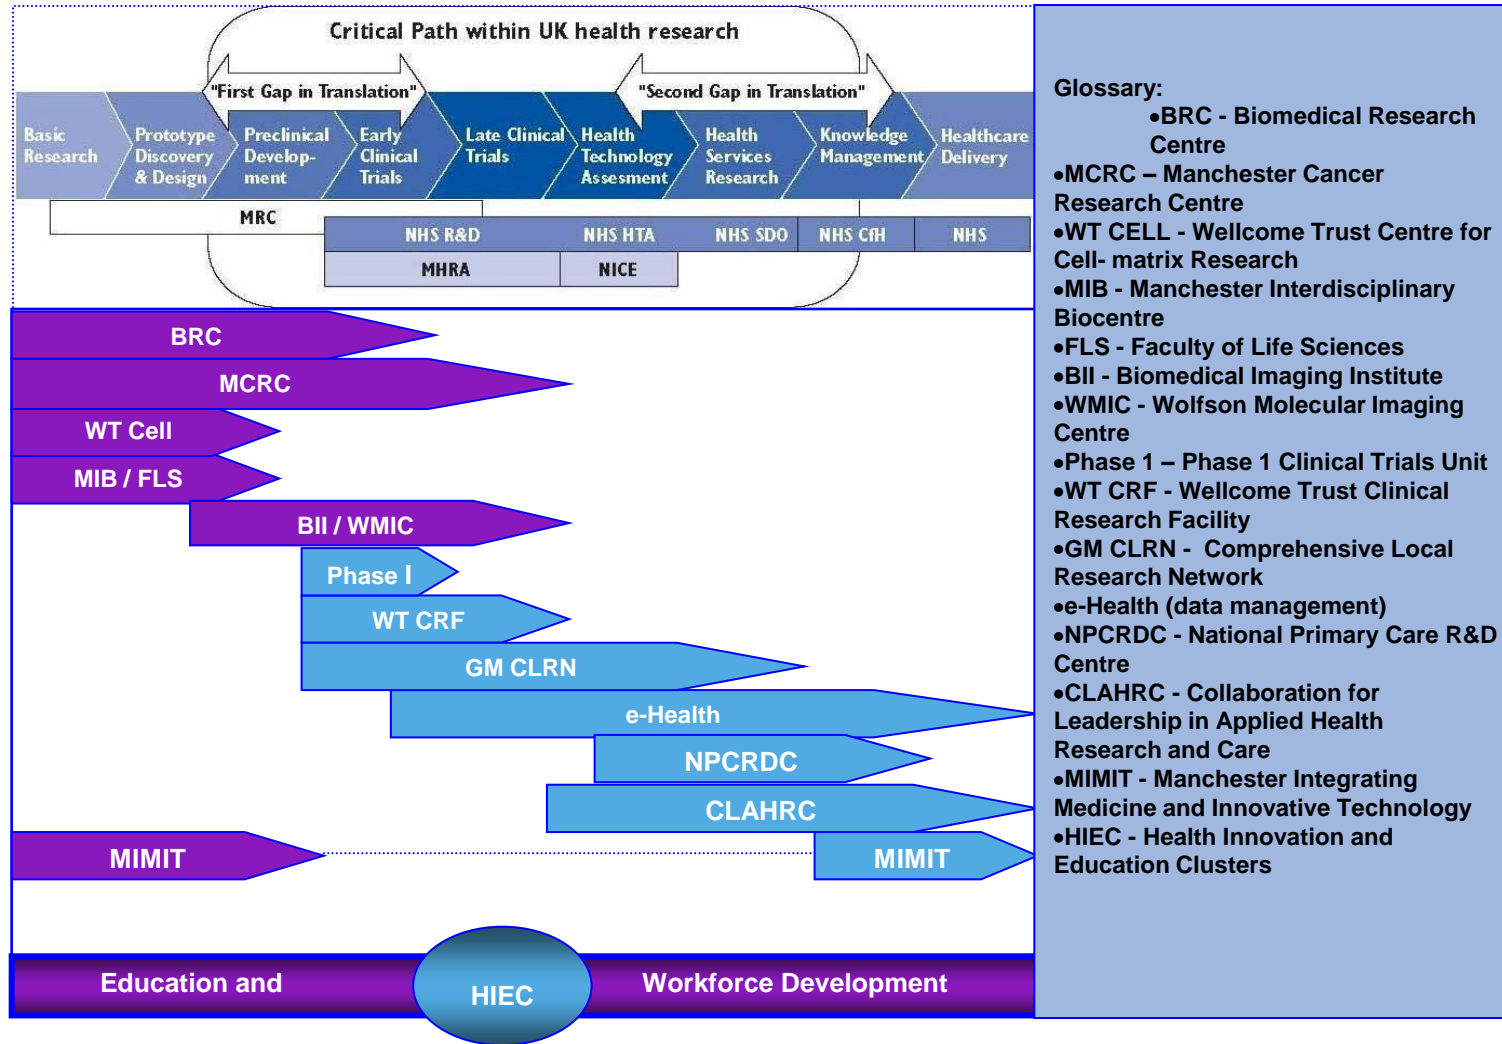 Critical Path within UK health research
"First Gap in Translation"
"Second Gap in Translation"
Basic
Research
Prototype
Discovery
& Design
Preclinical
Develop-
ment
Early
Clinical
Trials
Late Clinical
Trials
Health
Technology
Assesment
Health
Services
Research
Knowledge
Management
Healthcare
Delivery
MRC
NHS R&D
NHS HTA
NHS SDO
NHS CfH
NHS
MHRA
NICE
BRC
MCRC
WT Cell
MIB / FLS
BII / WMIC
Phase I
WT CRF
GM CLRN
e-Health
NPCRDC
CLAHRC
MIMIT
MIMIT
Education and
HIEC
Workforce Development
Glossary:
•BRC - Biomedical Research
Centre
•MCRC – Manchester Cancer
Research Centre
•WT CELL - Wellcome Trust Centre for
Cell- matrix Research
•MIB - Manchester Interdisciplinary
Biocentre
•FLS - Faculty of Life Sciences
•BII - Biomedical Imaging Institute
•WMIC - Wolfson Molecular Imaging
Centre
•Phase 1 – Phase 1 Clinical Trials Unit
•WT CRF - Wellcome Trust Clinical
Research Facility
•GM CLRN -  Comprehensive Local
Research Network
•e-Health (data management)
•NPCRDC - National Primary Care R&D
Centre
•CLAHRC - Collaboration for
Leadership in Applied Health
Research and Care
•MIMIT - Manchester Integrating
Medicine and Innovative Technology
•HIEC - Health Innovation and
Education Clusters